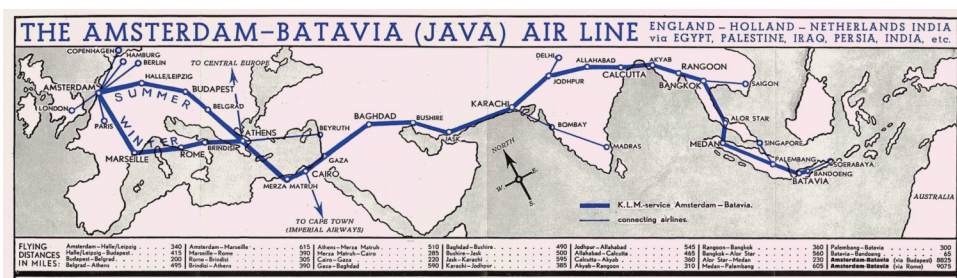 THE AMSTERDAM–BATAVIA (JAVA) AIR LINE
ENGLAND – HOLLAND – NETHERLANDS INDIA
via EGYPT, PALESTINE, IRAQ, PERSIA, INDIA, etc.
COPENHAGEN
HAMBURG
BERLIN
AMSTERDAM
HALLE/LEIPZIG
LONDON
SUMMER
BUDAPEST
BELGRAD
PARIS
WINTER
MARSEILLE
ROME
BRINDISI
TO CENTRAL EUROPE
ATHENS
BEYRUTH
GAZA
CAIRO
MERZA MATRUH
TO CAPE TOWN
(IMPERIAL AIRWAYS)
BAGHDAD
BUSHIRE
JASK
KARACHI
DELHI
JODHPUR
ALLAHABAD
CALCUTTA
AKYAB
RANGOON
BANGKOK
SAIGON
BOMBAY
MADRAS
ALOR STAR
MEDAN
SINGAPORE
PALEMBANG
SOERABAYA
BANDOENG
BATAVIA
AUSTRALIA
NORTH
W.
E.
S.
K.L.M.-service Amsterdam – Batavia.
connecting airlines.
FLYING
DISTANCES
IN MILES:
Amsterdam – Halle/Leipzig . . . 340
Halle/Leipzig – Budapest . . . 415
Budapest – Belgrad . . . 200
Belgrad – Athens . . . 495
Amsterdam – Marseille . . . 615
Marseille – Rome . . . 390
Rome – Brindisi . . . 305
Brindisi – Athens . . . 390
Athens – Merza Matruh . . . 510
Merza Matruh – Cairo . . . 285
Cairo – Gaza . . . 220
Gaza – Baghdad . . . 590
Baghdad – Bushire . . . 490
Bushire – Jask . . . 500
Jask – Karachi . . . 595
Karachi – Jodhpur . . . 385
Jodhpur – Allahabad . . . 545
Allahabad – Calcutta . . . 465
Calcutta – Akyab . . . 360
Akyab – Rangoon . . . 310
Rangoon – Bangkok . . . 360
Bangkok – Alor Star . . . 560
Alor Star – Medan . . . 230
Medan – Palembang . . . 605
Palembang – Batavia . . . 300
Batavia – Bandoeng . . . 65
Amsterdam – Batavia (via Budapest) 8825
Amsterdam – Batavia (via Rome) 9075